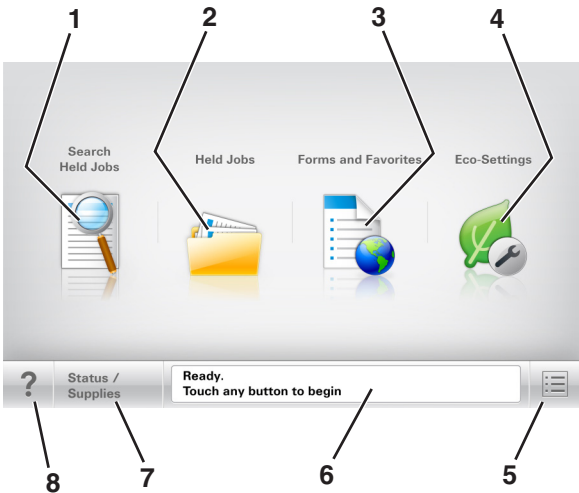 1 2 3 4
Search
Held Jobs
Held Jobs
Forms and Favorites
Eco-Settings
?
Status /
Supplies
Ready.
Touch any button to begin
8 7 6 5